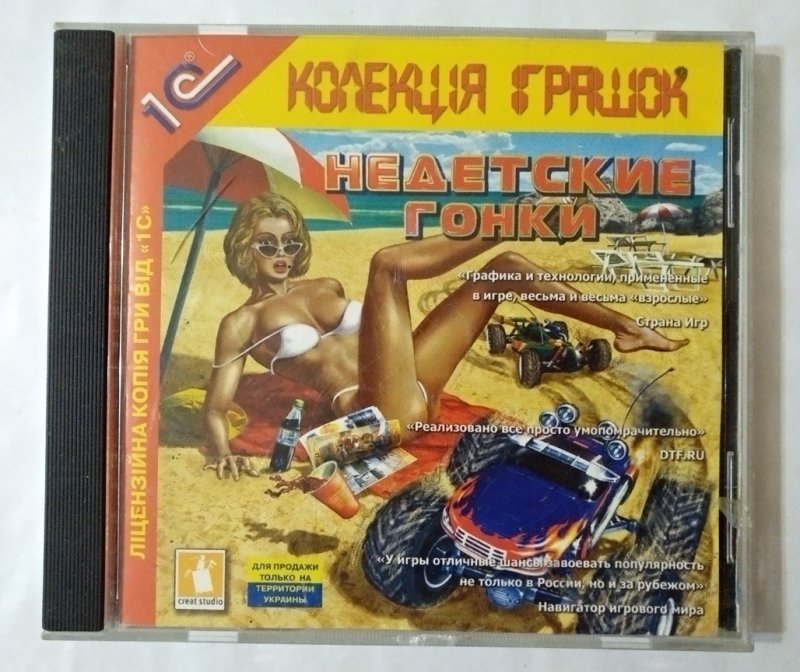 1С®
КОЛЕКЦІЯ ІГРАШОК
НЕДЕТСКИЕ
ГОНКИ
«Графика и технологии, примененные
в игре, весьма и весьма «взрослые»
Страна Игр
«Реализовано все просто умопомрачительно»
DTF.RU
«У игры отличные шансы завоевать популярность
не только в России, но и за рубежом»
Навигатор игрового мира
ЛІЦЕНЗІЙНА КОПІЯ ГРИ ВІД «1С»
creat studio
ДЛЯ ПРОДАЖИ
ТОЛЬКО НА
ТЕРРИТОРИИ
УКРАИНЫ